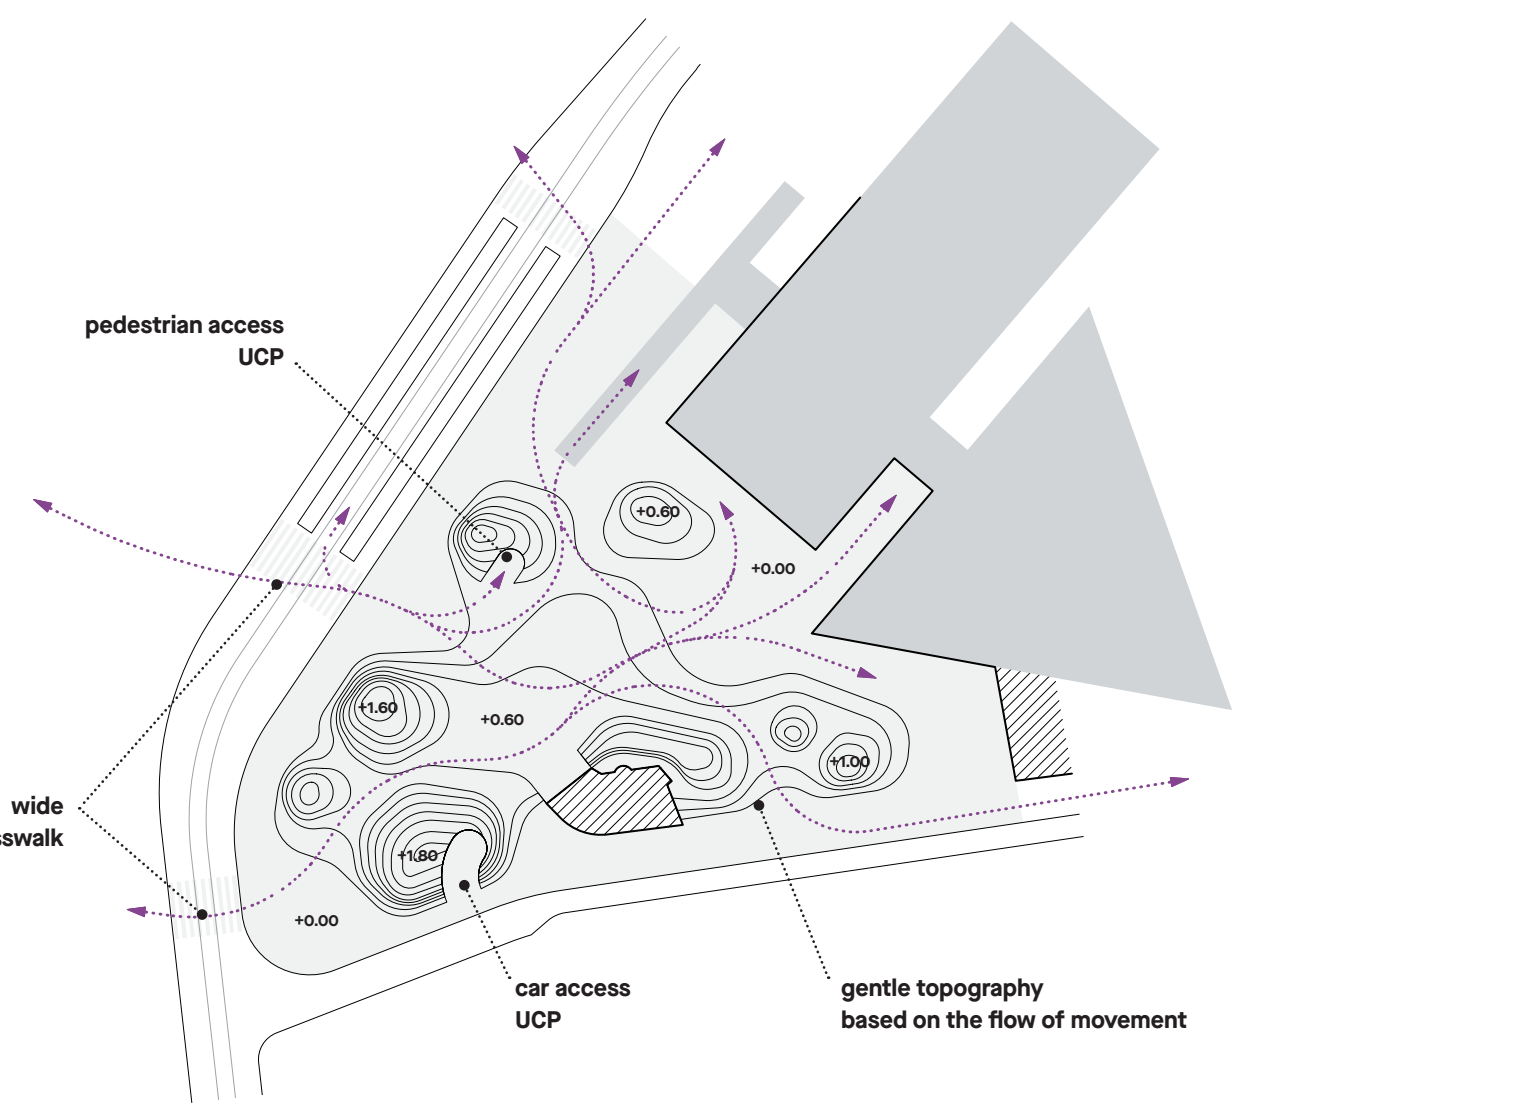 pedestrian access
UCP
+0.60
+0.00
+1.60
+0.60
+1.00
wide
sswalk
+1.80
+0.00
car access
UCP
gentle topography
based on the flow of movement